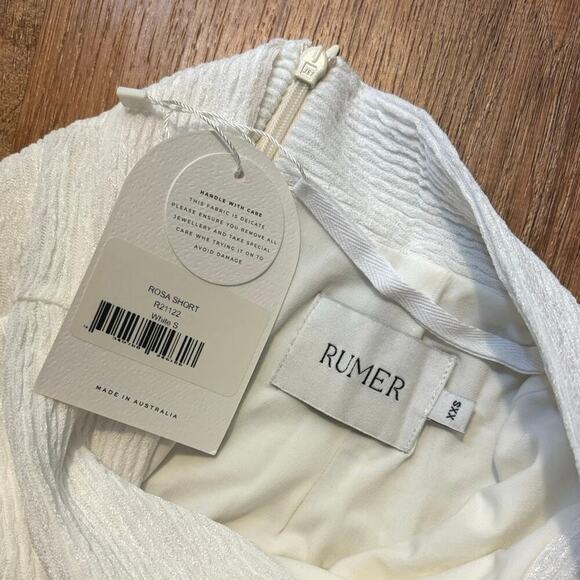 HANDLE WITH CARE
THIS FABRIC IS DEICATE
PLEASE ENSURE YOU REMOVE ALL
JEWELLERY AND TAKE SPECIAL
CARE WHE TRYING IT ON TO
AVOID DAMAGE
ROSA SHORT
R21122
White S
MADE IN AUSTRALIA
RUMER
XXS